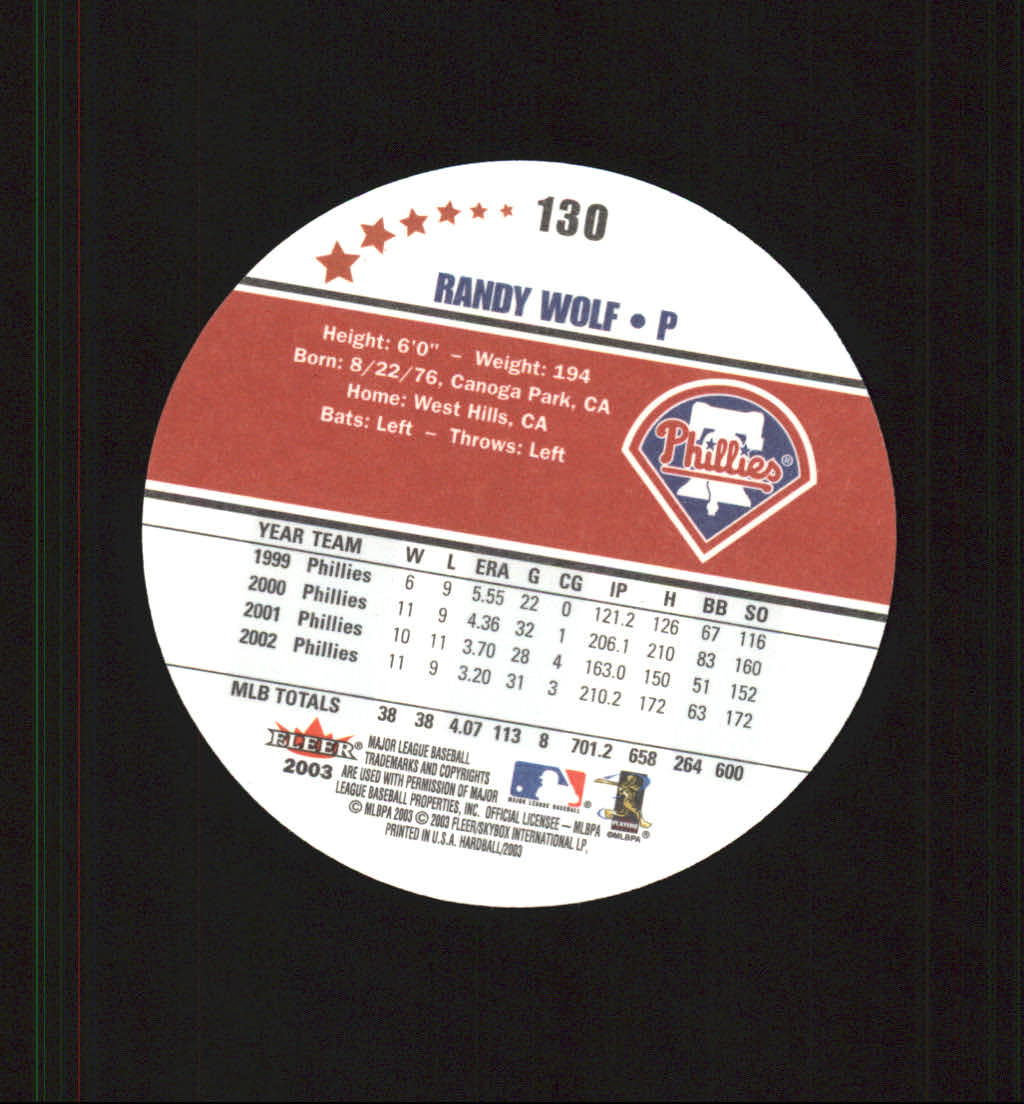 130
RANDY WOLF • P
Height: 6'0" – Weight: 194
Born: 8/22/76, Canoga Park, CA
Home: West Hills, CA
Bats: Left – Throws: Left
Phillies®
YEAR TEAM W L ERA G CG IP H BB SO
1999 Phillies 6 9 5.55 22 0 121.2 126 67 116
2000 Phillies 11 9 4.36 32 1 206.1 210 83 160
2001 Phillies 10 11 3.70 28 4 163.0 150 51 152
2002 Phillies 11 9 3.20 31 3 210.2 172 63 172
MLB TOTALS 38 38 4.07 113 8 701.2 658 264 600
FLEER®
2003
MAJOR LEAGUE BASEBALL
TRADEMARKS AND COPYRIGHTS
ARE USED WITH PERMISSION OF MAJOR
LEAGUE BASEBALL PROPERTIES, INC. OFFICIAL LICENSEE – MLBPA
© MLBPA 2003 © 2003 FLEER/SKYBOX INTERNATIONAL LP.
PRINTED IN U.S.A. HARDBALL/2003
MAJOR LEAGUE BASEBALL®
PLAYERS
©MLBPA®